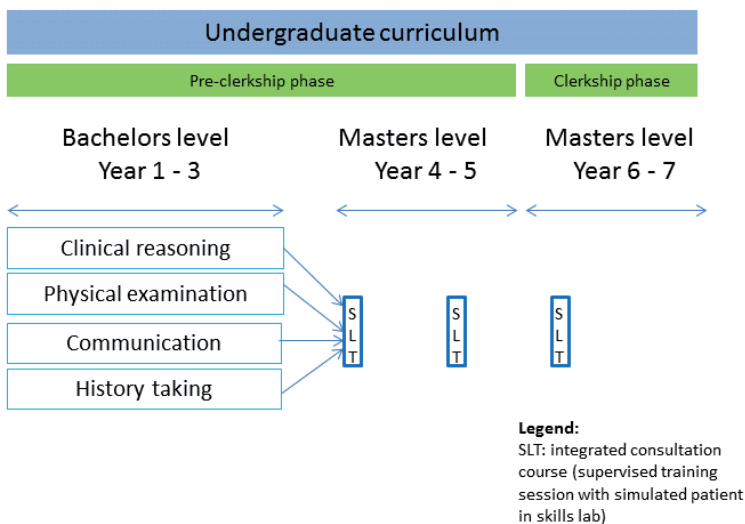 Undergraduate curriculum
Pre-clerkship phase
Clerkship phase
Bachelors level
Year 1 - 3
Masters level
Year 4 - 5
Masters level
Year 6 - 7
Clinical reasoning
Physical examination
Communication
History taking
S
L
T
S
L
T
S
L
T
Legend:
SLT: integrated consultation
course (supervised training
session with simulated patient
in skills lab)